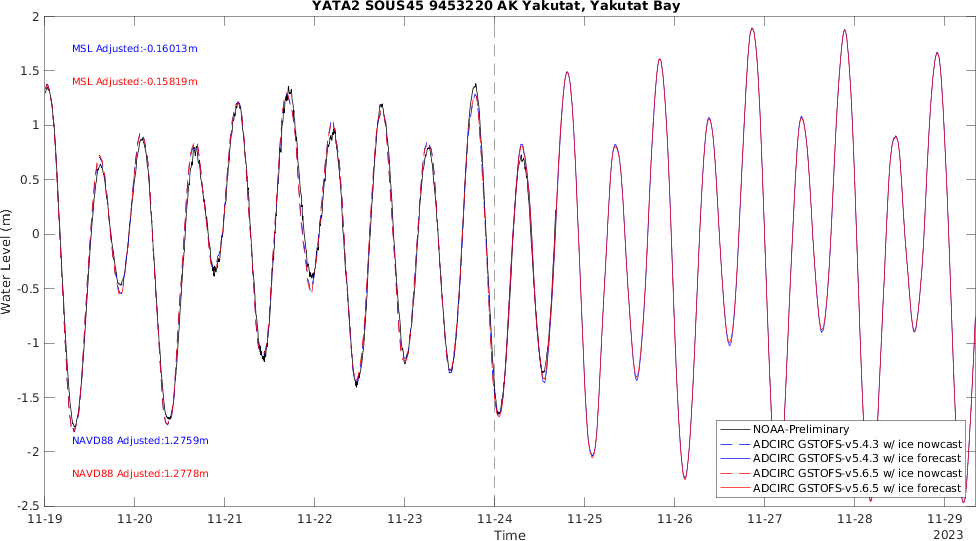 YATA2 SOUS45 9453220 AK Yakutat, Yakutat Bay
MSL Adjusted:-0.16013m
MSL Adjusted:-0.15819m
NAVD88 Adjusted:1.2759m
NAVD88 Adjusted:1.2778m
Water Level (m)
2
1.5
1
0.5
0
-0.5
-1
-1.5
-2
-2.5
NOAA-Preliminary
ADCIRC GSTOFS-v5.4.3 w/ ice nowcast
ADCIRC GSTOFS-v5.4.3 w/ ice forecast
ADCIRC GSTOFS-v5.6.5 w/ ice nowcast
ADCIRC GSTOFS-v5.6.5 w/ ice forecast
11-19 11-20 11-21 11-22 11-23 11-24 11-25 11-26 11-27 11-28 11-29
2023
Time